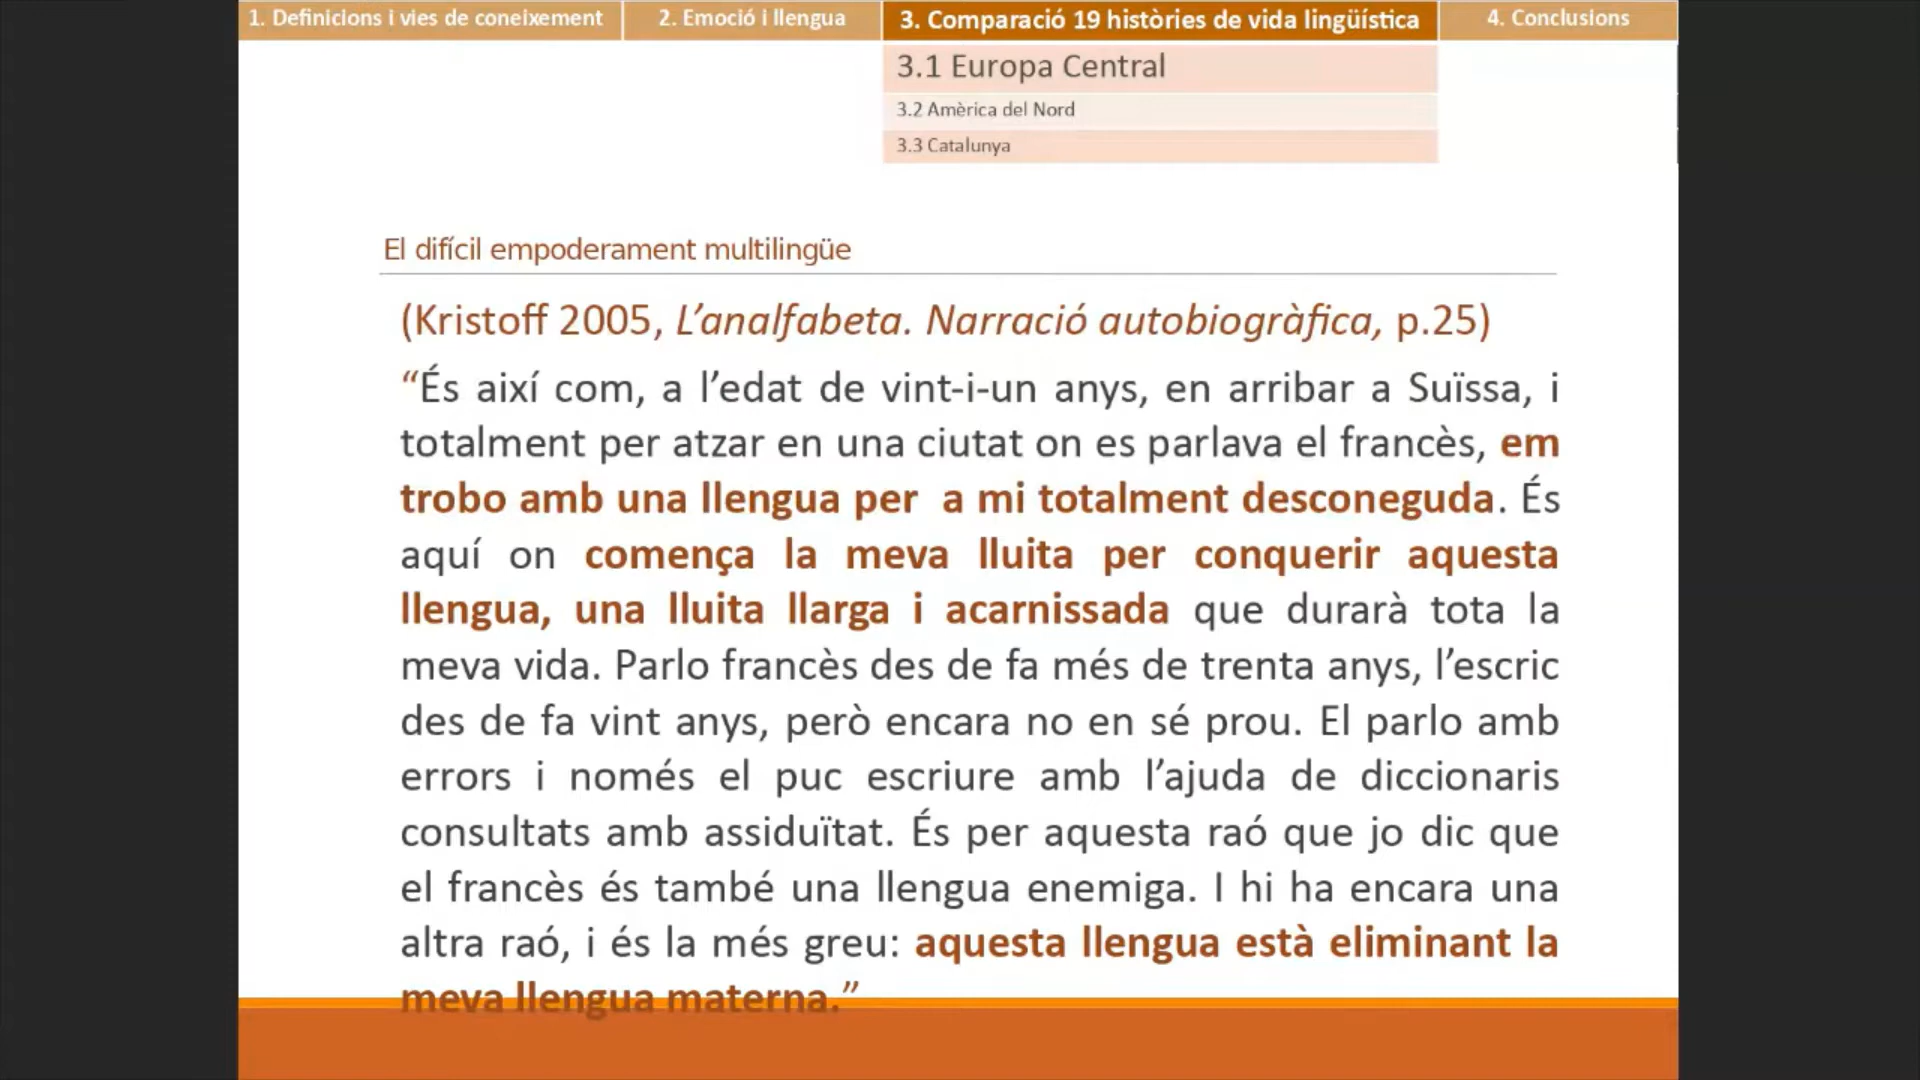 1. Definicions i vies de coneixement
2. Emoció i llengua
3. Comparació 19 històries de vida lingüística
4. Conclusions
3.1 Europa Central
3.2 Amèrica del Nord
3.3 Catalunya
El difícil empoderament multilingüe
(Kristoff 2005, L’analfabeta. Narració autobiogràfica, p.25)
“És així com, a l’edat de vint-i-un anys, en arribar a Suïssa, i
totalment per atzar en una ciutat on es parlava el francès, em
trobo amb una llengua per a mi totalment desconeguda. És
aquí on comença la meva lluita per conquerir aquesta
llengua, una lluita llarga i acarnissada que durarà tota la
meva vida. Parlo francès des de fa més de trenta anys, l’escric
des de fa vint anys, però encara no en sé prou. El parlo amb
errors i només el puc escriure amb l’ajuda de diccionaris
consultats amb assiduïtat. És per aquesta raó que jo dic que
el francès és també una llengua enemiga. I hi ha encara una
altra raó, i és la més greu: aquesta llengua està eliminant la
meva llengua materna.”